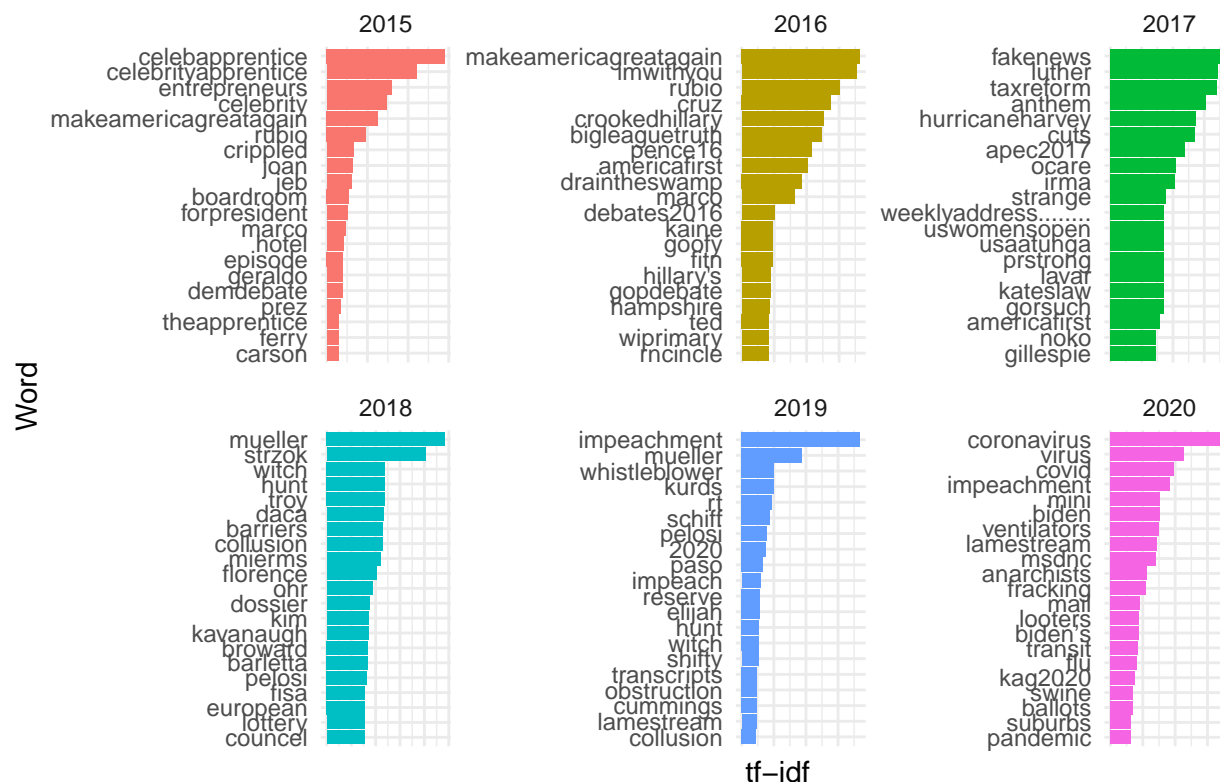 2015
celebapprentice
celebrityapprentice
entrepreneurs
celebrity
makeamericagreatagain
rubio
crippled
joan
jeb
boardroom
forpresident
marco
hotel
episode
geraldo
demdebate
prez
theapprentice
ferry
carson
2016
makeamericagreatagain
imwithyou
rubio
cruz
crookedhillary
bigleaguetruth
pence16
americafirst
draintheswamp
marco
debates2016
kaine
goofy
fitn
hillary's
gopdebate
hampshire
ted
wiprimary
rncincle
2017
fakenews
luther
taxreform
anthem
hurricaneharvey
cuts
apec2017
ocare
irma
strange
weeklyaddress........
uswomensopen
usaatunga
prstrong
lavar
kateslaw
gorsuch
americafirst
noko
gillespie
Word
2018
mueller
strzok
witch
hunt
troy
daca
barriers
collusion
mierms
florence
ohr
dossier
kim
kavanaugh
broward
barletta
pelosi
fisa
european
lottery
councel
2019
impeachment
mueller
whistleblower
kurds
rt
schiff
pelosi
2020
paso
impeach
reserve
elijah
hunt
witch
shifty
transcripts
obstruction
cummings
lamestream
collusion
2020
coronavirus
virus
covid
impeachment
mini
biden
ventilators
lamestream
msdnc
anarchists
fracking
mail
looters
biden's
transit
flu
kag2020
swine
ballots
suburbs
pandemic
tf−idf